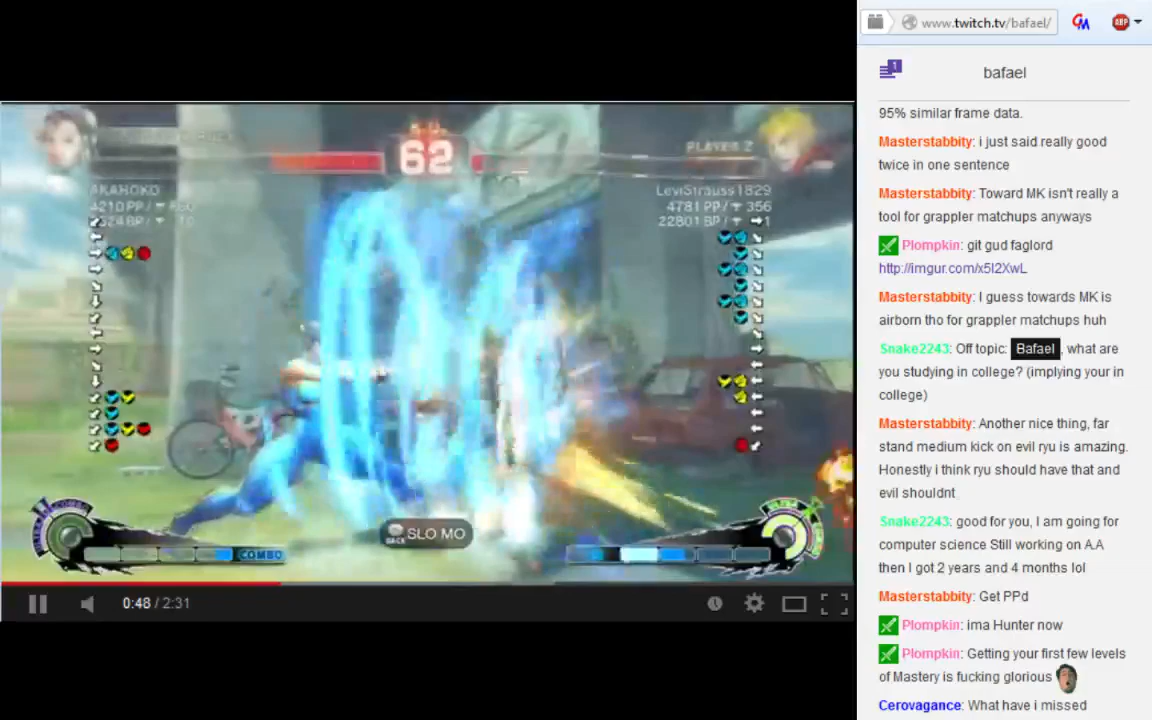 www.twitch.tv/bafael/
bafael
95% similar frame data.
Masterstabbity: i just said really good
twice in one sentence
Masterstabbity: Toward MK isn't really a
tool for grappler matchups anyways
Plompkin: git gud faglord
http://imgur.com/x5I2XwL
Masterstabbity: I guess towards MK is
airborn tho for grappler matchups huh
Snake2243: Off topic: Bafael , what are
you studying in college? (implying your in
college)
Masterstabbity: Another nice thing, far
stand medium kick on evil ryu is amazing.
Honestly i think ryu should have that and
evil shouldnt
Snake2243: good for you, I am going for
computer science Still working on A.A
then I got 2 years and 4 months lol
Masterstabbity: Get PPd
Plompkin: ima Hunter now
Plompkin: Getting your first few levels
of Mastery is fucking glorious
Cerovagance: What have i missed
62
PLAYER 2
AKAHOKO
4210 PP /
LeviStrauss1829
4781 PP / 356
22801 BP / 1
BACK SLO MO
COMBO
0:48 / 2:31
ABP